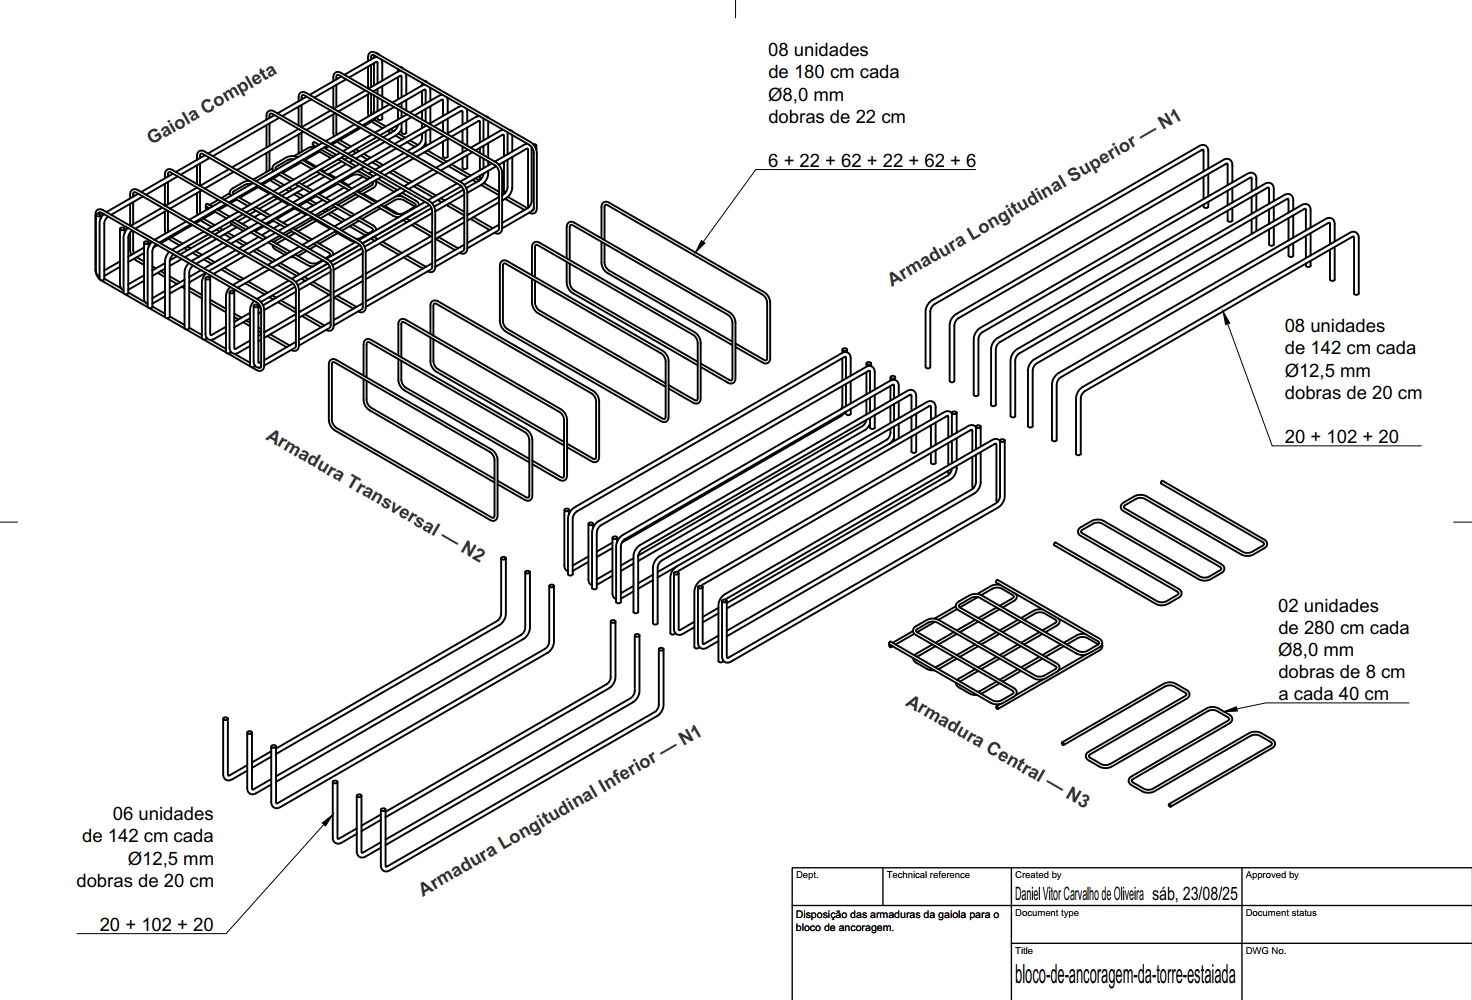 Gaiola Completa
08 unidades
de 180 cm cada
Ø8,0 mm
dobras de 22 cm
6 + 22 + 62 + 22 + 62 + 6
Armadura Longitudinal Superior — N1
08 unidades
de 142 cm cada
Ø12,5 mm
dobras de 20 cm
20 + 102 + 20
Armadura Transversal — N2
02 unidades
de 280 cm cada
Ø8,0 mm
dobras de 8 cm
a cada 40 cm
Armadura Central — N3
Armadura Longitudinal Inferior — N1
06 unidades
de 142 cm cada
Ø12,5 mm
dobras de 20 cm
20 + 102 + 20
Dept.
Technical reference
Created by
Daniel Vitor Carvalho de Oliveira sáb, 23/08/25
Approved by
Disposição das armaduras da gaiola para o
bloco de ancoragem.
Document type
Document status
Title
bloco-de-ancoragem-da-torre-estaiada
DWG No.